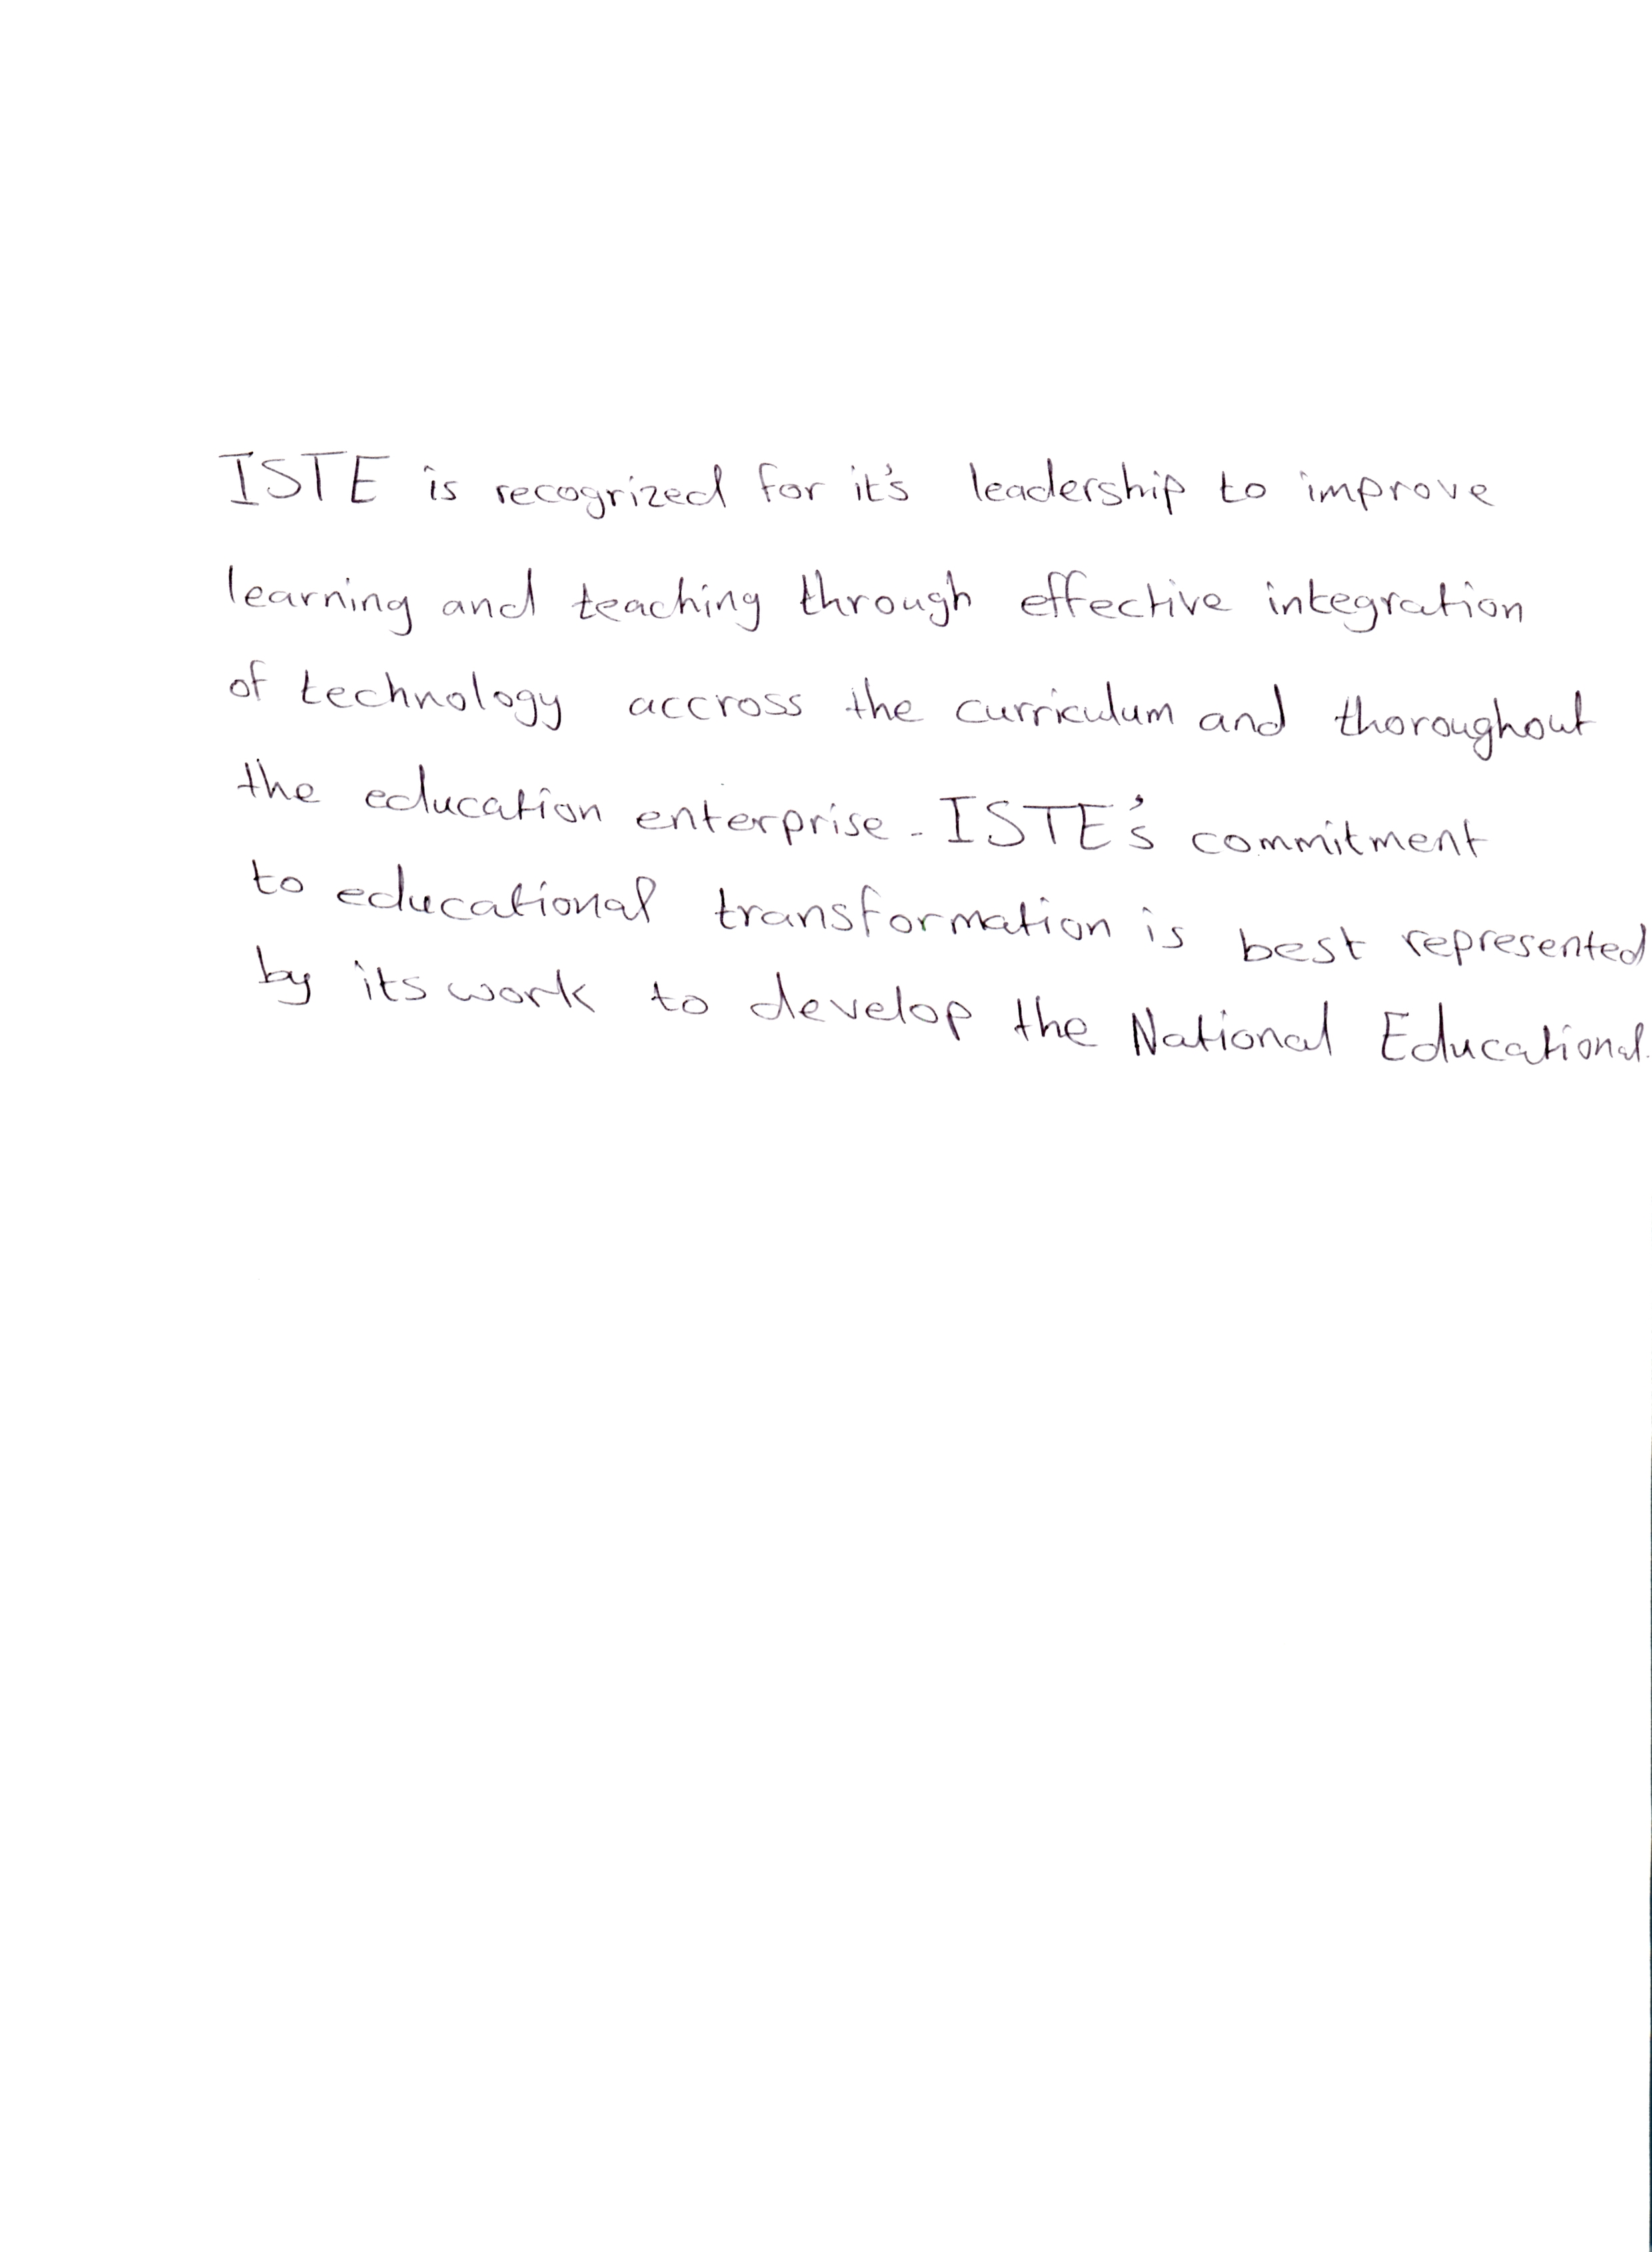 ISTE is recogrized for it's leadership to improve
learning and teaching through effective integration
of technology accross the curriculum and thoroughout
the education enterprise. ISTE's commitment
to educational transformation is best represented
by its work to develop the National Educational.